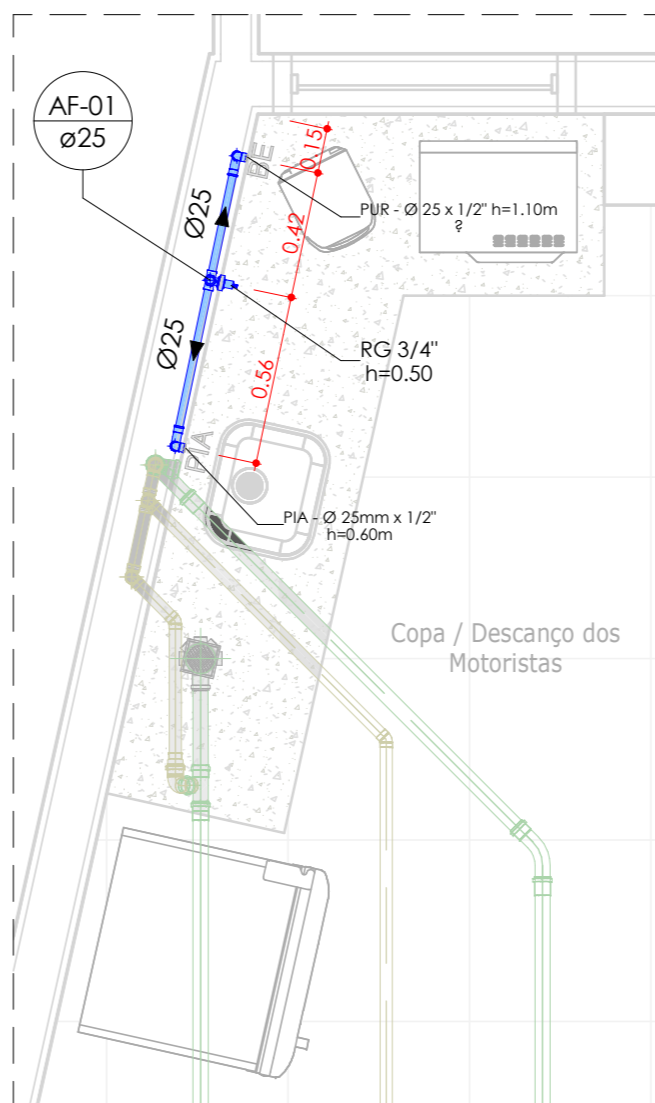 AF-01
ø25
0.15
BE
Ø25
PUR - Ø 25 x 1/2" h=1.10m
?
0.42
RG 3/4"
h=0.50
Ø25
0.56
PIA
PIA - Ø 25mm x 1/2"
h=0.60m
Copa / Descanço dos
Motoristas